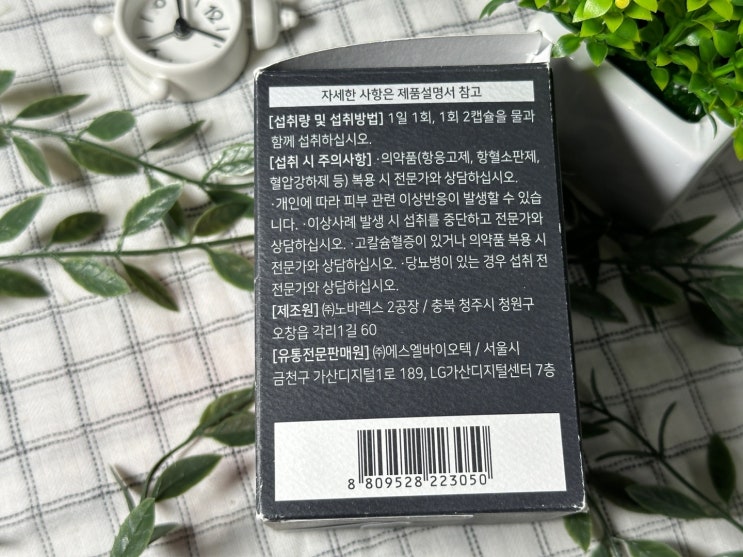 자세한 사항은 제품설명서 참고
[섭취량 및 섭취방법] 1일 1회, 1회 2캡슐을 물과
함께 섭취하십시오.
[섭취 시 주의사항] ·의약품(항응고제, 항혈소판제,
혈압강하제 등) 복용 시 전문가와 상담하십시오.
·개인에 따라 피부 관련 이상반응이 발생할 수 있습
니다. ·이상사례 발생 시 섭취를 중단하고 전문가와
상담하십시오. ·고칼슘혈증이 있거나 의약품 복용 시
전문가와 상담하십시오. ·당뇨병이 있는 경우 섭취 전
전문가와 상담하십시오.
[제조원] ㈜노바렉스 2공장 / 충북 청주시 청원구
오창읍 각리1길 60
[유통전문판매원] ㈜에스엘바이오텍 / 서울시
금천구 가산디지털1로 189, LG가산디지털센터 7층
8 809528 223050